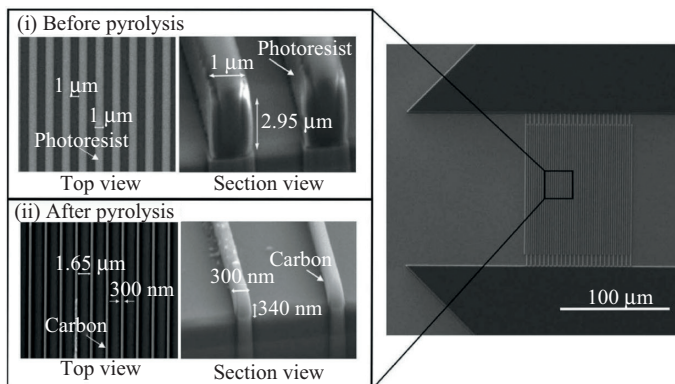 (i) Before pyrolysis
1 μm
1 μm
Photoresist
Top view
Photoresist
1 μm
2.95 μm
Section view
(ii) After pyrolysis
1.65 μm
300 nm
Carbon
Top view
Carbon
300 nm
340 nm
Section view
100 μm